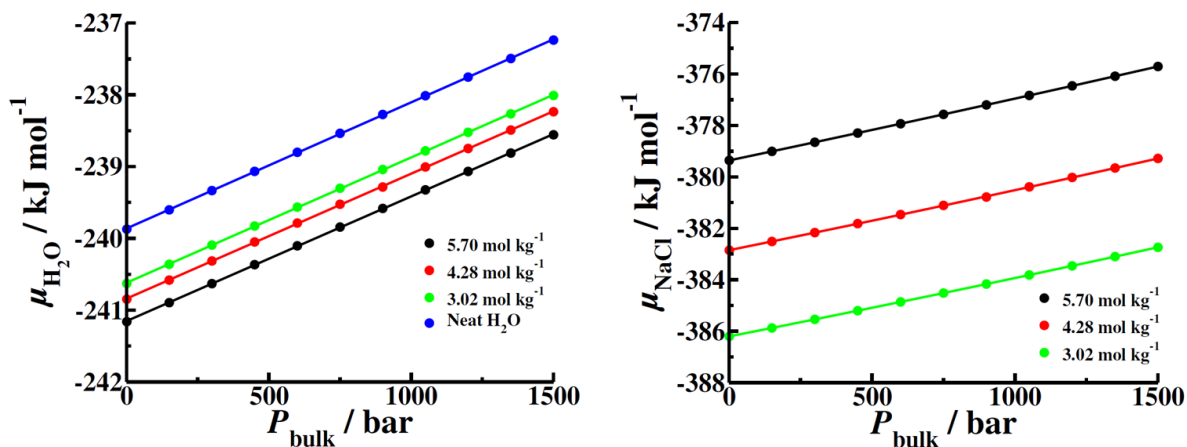 -237
-238
-239
-240
-241
-242
μH₂O / kJ mol⁻¹
5.70 mol kg⁻¹
4.28 mol kg⁻¹
3.02 mol kg⁻¹
Neat H₂O
0
500
1000
1500
Pbulk / bar
-374
-376
-378
-380
-382
-384
-386
-388
μNaCl / kJ mol⁻¹
5.70 mol kg⁻¹
4.28 mol kg⁻¹
3.02 mol kg⁻¹
0
500
1000
1500
Pbulk / bar